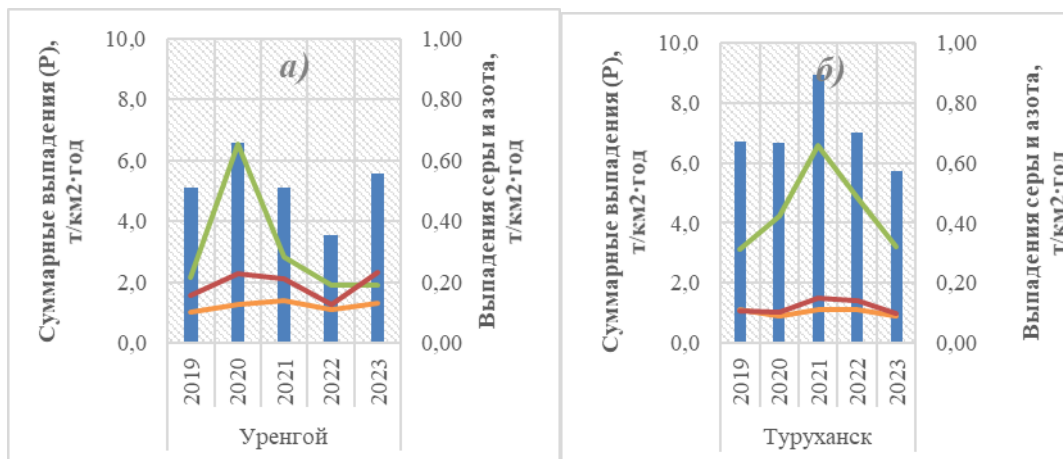 Суммарные выпадения (P),
т/км2·год
10,0
8,0
6,0
4,0
2,0
0,0
а)
2019
2020
2021
2022
2023
Уренгой
1,00
0,80
0,60
0,40
0,20
0,00
Выпадения серы и азота,
т/км2·год
Суммарные выпадения (P),
т/км2·год
10,0
8,0
6,0
4,0
2,0
0,0
б)
2019
2020
2021
2022
2023
Туруханск
1,00
0,80
0,60
0,40
0,20
0,00
Выпадения серы и азота,
т/км2·год